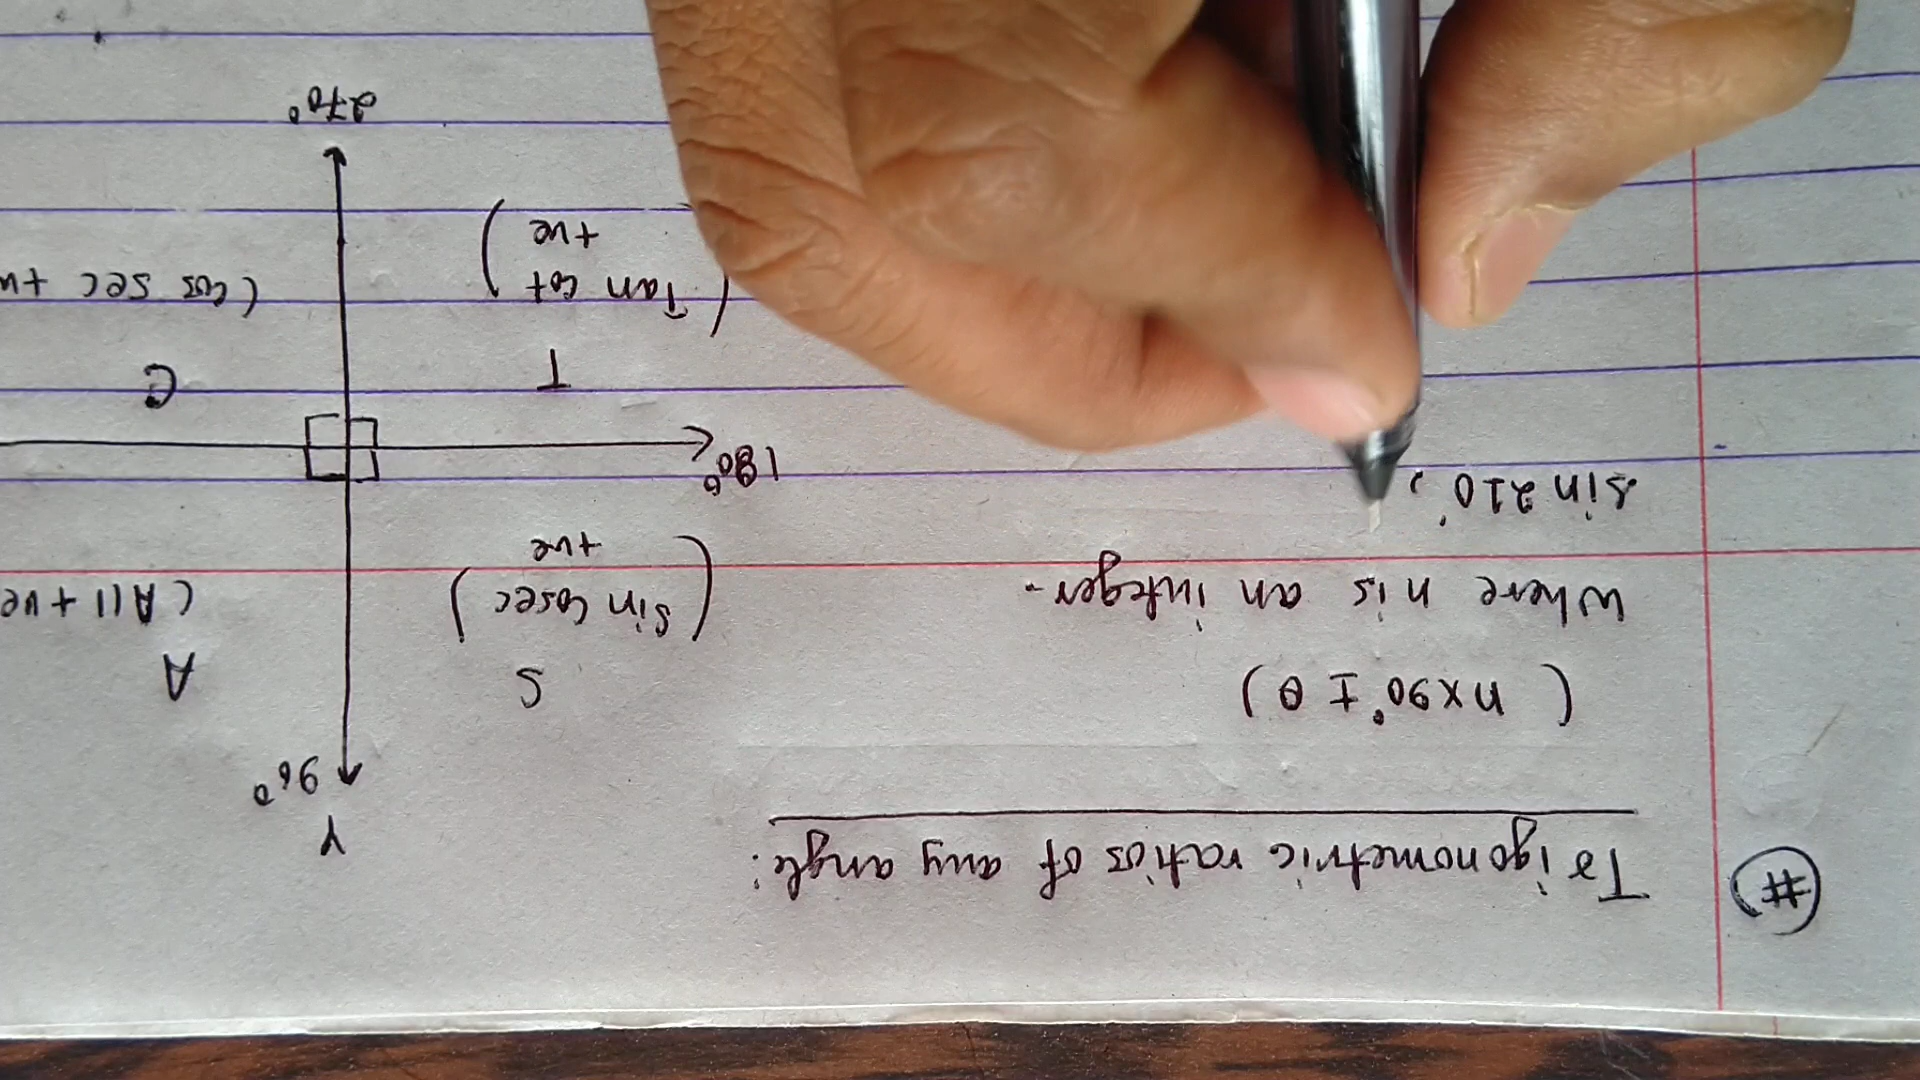 #
Trigonometric ratios of any angle:
(n×90° ± θ)
where n is an integer.
sin 210°,
Y
90°
S
(Sin Cosec)
+ve
A
(All +ve
180°
T
(Tan Cot)
+ve
C
(Cos Sec +v
270°